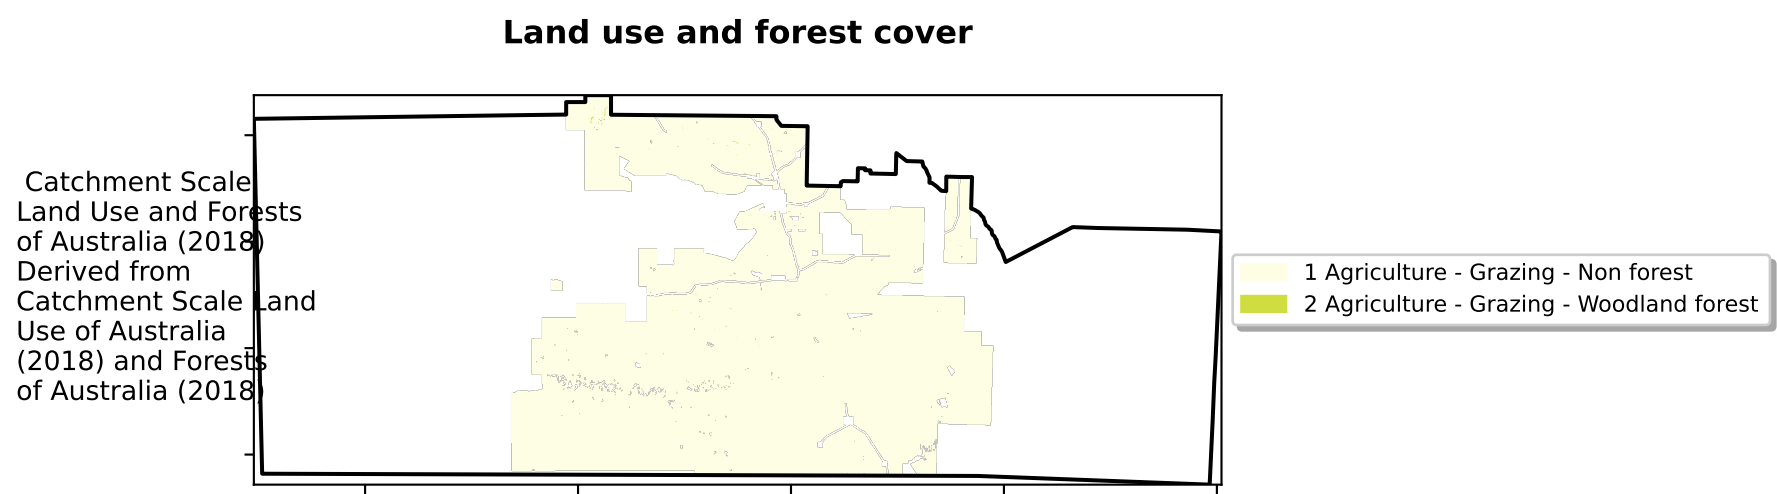 Land use and forest cover
Catchment Scale
Land Use and Forests
of Australia (2018)
Derived from
Catchment Scale Land
Use of Australia
(2018) and Forests
of Australia (2018)
1 Agriculture - Grazing - Non forest
2 Agriculture - Grazing - Woodland forest